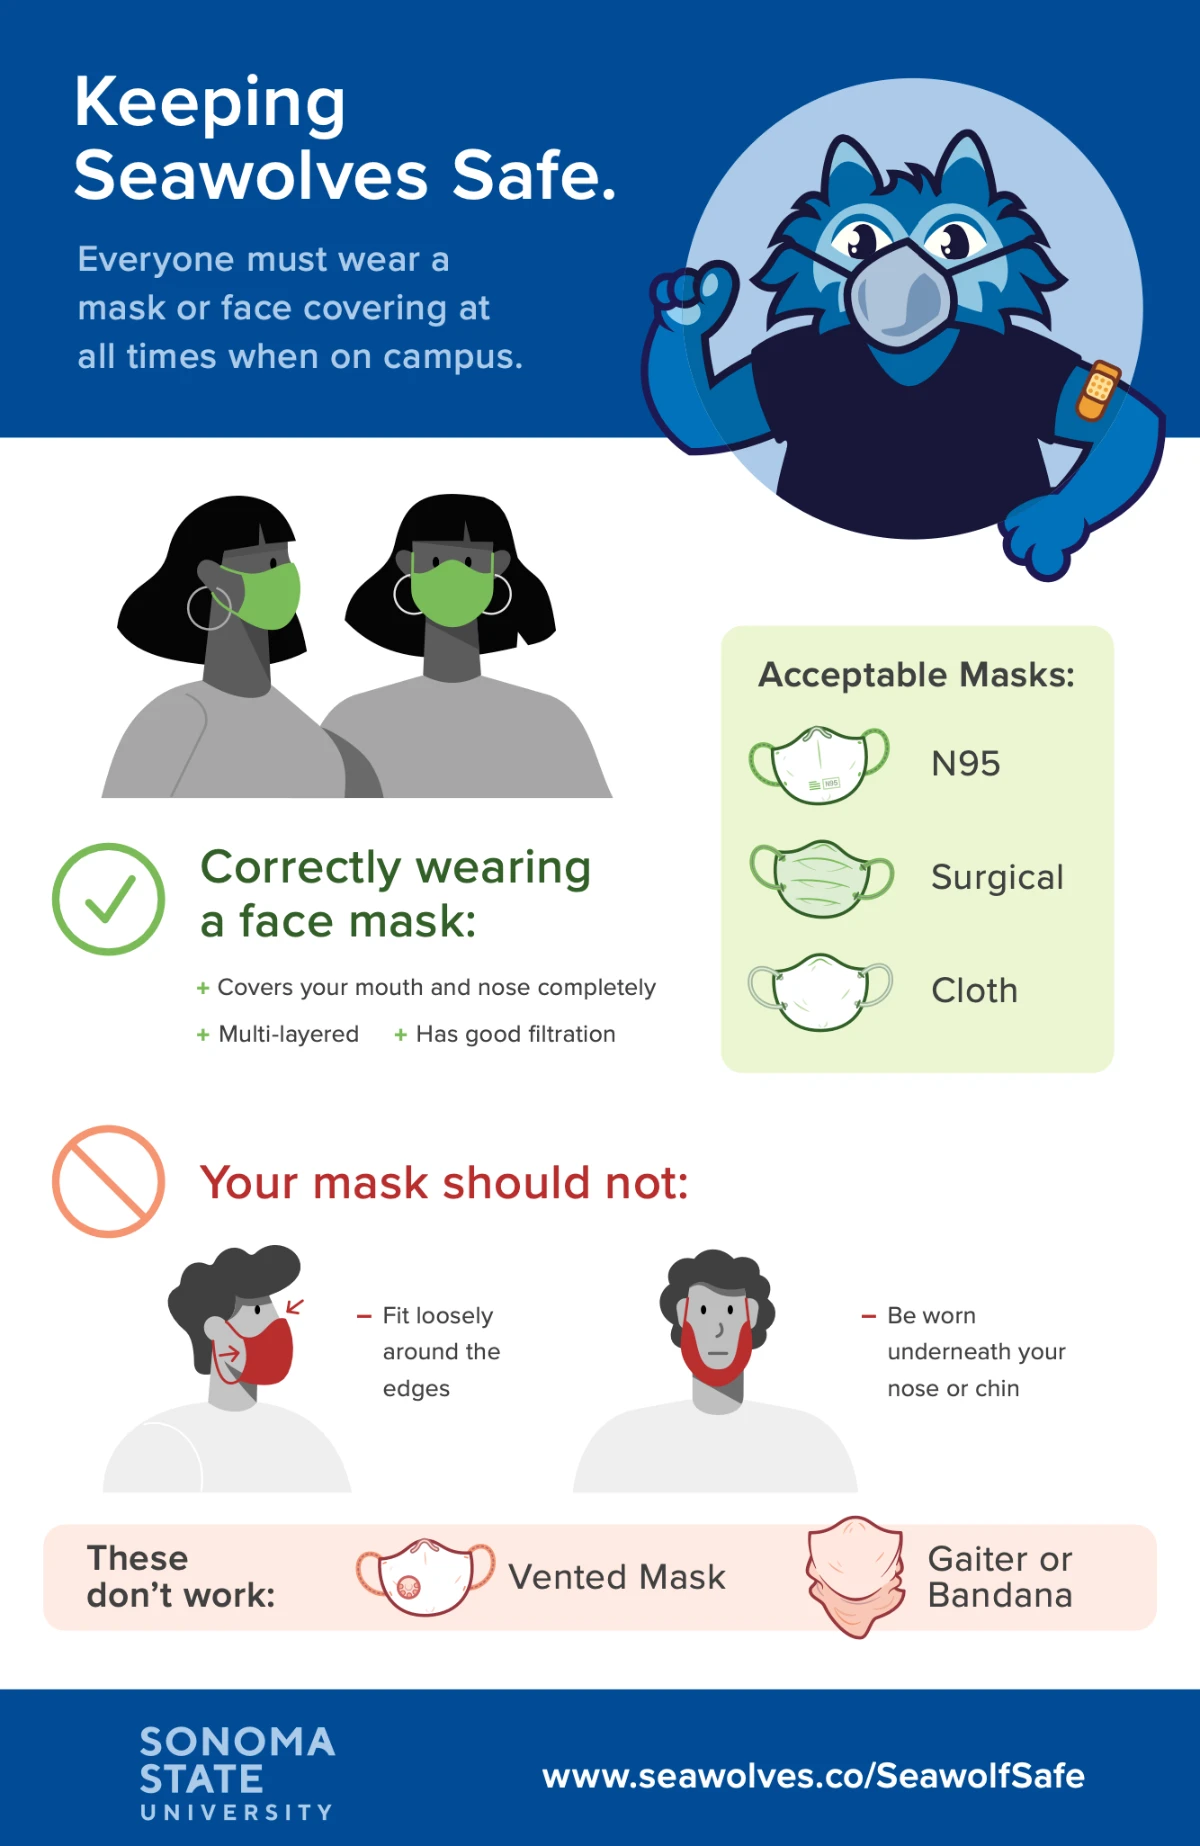 Keeping
Seawolves Safe.
Everyone must wear a
mask or face covering at
all times when on campus.
Acceptable Masks:
N95
N95
Surgical
Cloth
Correctly wearing
a face mask:
+ Covers your mouth and nose completely
+ Multi-layered + Has good filtration
Your mask should not:
– Fit loosely
around the
edges
– Be worn
underneath your
nose or chin
These
don't work:
Vented Mask
Gaiter or
Bandana
SONOMA
STATE
UNIVERSITY
www.seawolves.co/SeawolfSafe